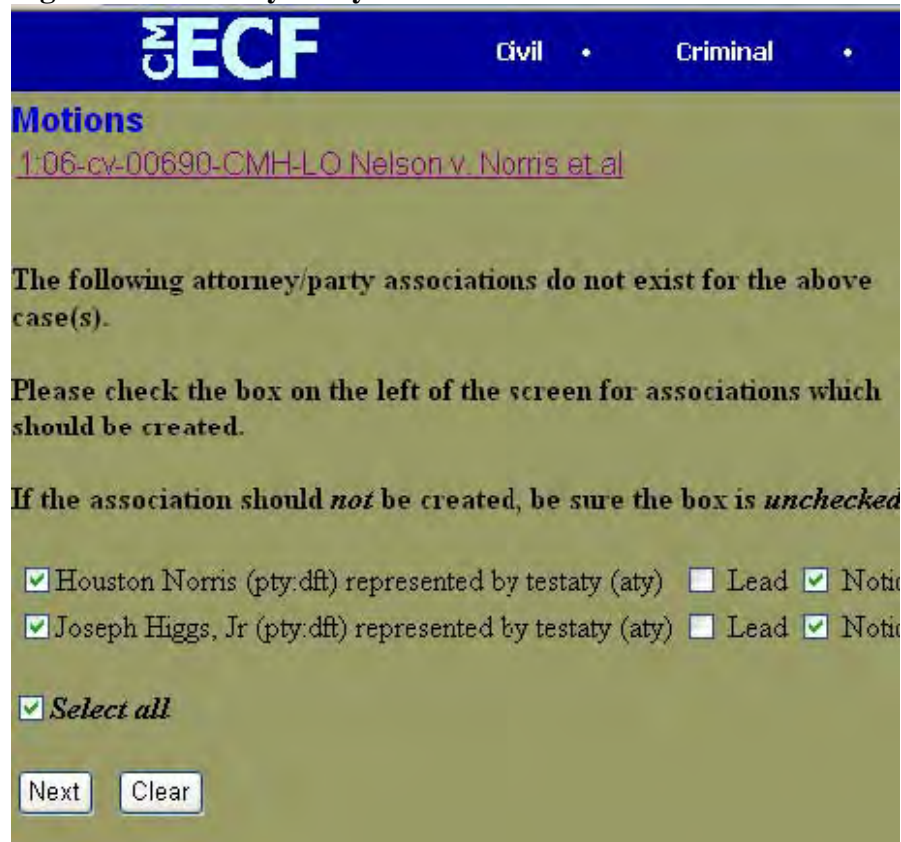 CM ECF Civil • Criminal •
Motions
1:06-cv-00690-CMH-LO Nelson v. Norris et al
The following attorney/party associations do not exist for the above
case(s).
Please check the box on the left of the screen for associations which
should be created.
If the association should not be created, be sure the box is unchecked
Houston Norris (pty:dft) represented by testaty (aty) Lead
Joseph Higgs, Jr (pty:dft) represented by testaty (aty) Lead
Select all
Next Clear